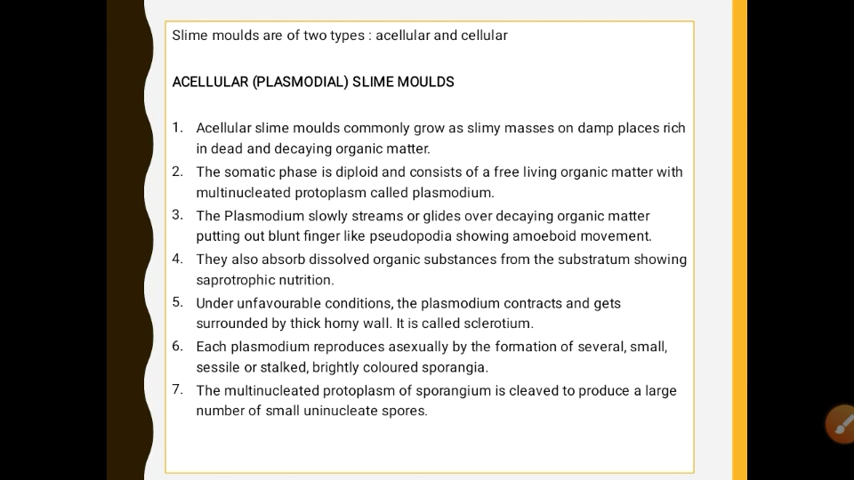 Slime moulds are of two types : acellular and cellular
ACELLULAR (PLASMODIAL) SLIME MOULDS
1. Acellular slime moulds commonly grow as slimy masses on damp places rich
in dead and decaying organic matter.
2. The somatic phase is diploid and consists of a free living organic matter with
multinucleated protoplasm called plasmodium.
3. The Plasmodium slowly streams or glides over decaying organic matter
putting out blunt finger like pseudopodia showing amoeboid movement.
4. They also absorb dissolved organic substances from the substratum showing
saprotrophic nutrition.
5. Under unfavourable conditions, the plasmodium contracts and gets
surrounded by thick horny wall. It is called sclerotium.
6. Each plasmodium reproduces asexually by the formation of several, small,
sessile or stalked, brightly coloured sporangia.
7. The multinucleated protoplasm of sporangium is cleaved to produce a large
number of small uninucleate spores.